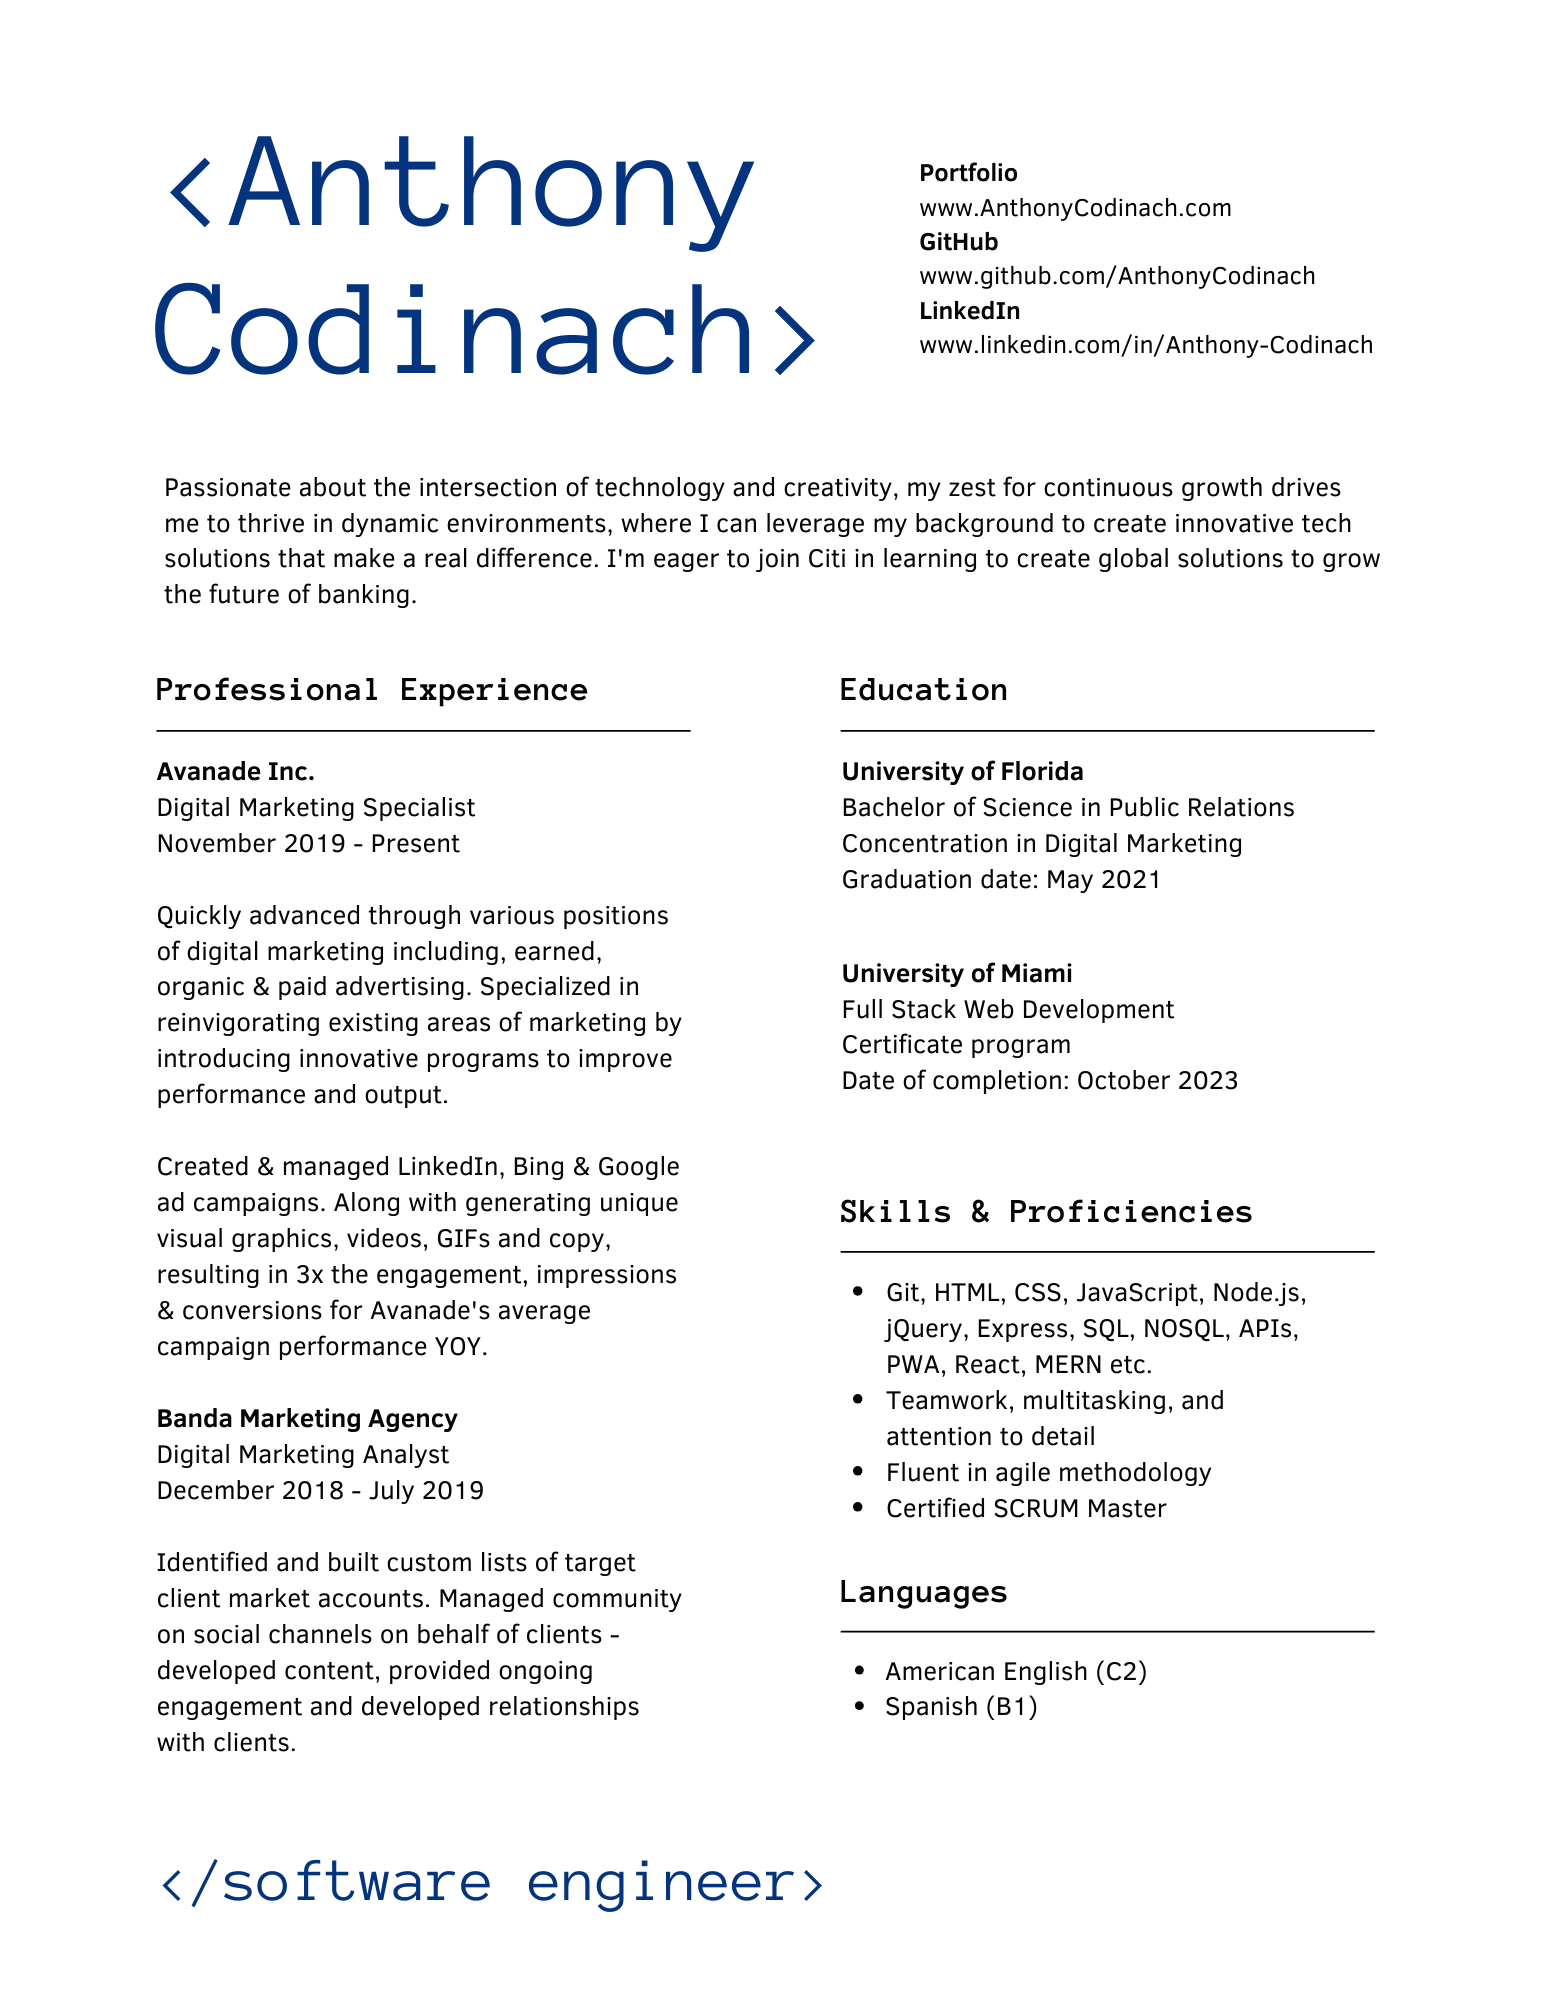 <Anthony
Codinach>
Portfolio
www.AnthonyCodinach.com
GitHub
www.github.com/AnthonyCodinach
LinkedIn
www.linkedin.com/in/Anthony-Codinach
Passionate about the intersection of technology and creativity, my zest for continuous growth drives
me to thrive in dynamic environments, where I can leverage my background to create innovative tech
solutions that make a real difference. I'm eager to join Citi in learning to create global solutions to grow
the future of banking.
Professional Experience
Avanade Inc.
Digital Marketing Specialist
November 2019 - Present
Quickly advanced through various positions
of digital marketing including, earned,
organic & paid advertising. Specialized in
reinvigorating existing areas of marketing by
introducing innovative programs to improve
performance and output.
Created & managed LinkedIn, Bing & Google
ad campaigns. Along with generating unique
visual graphics, videos, GIFs and copy,
resulting in 3x the engagement, impressions
& conversions for Avanade's average
campaign performance YOY.
Banda Marketing Agency
Digital Marketing Analyst
December 2018 - July 2019
Identified and built custom lists of target
client market accounts. Managed community
on social channels on behalf of clients -
developed content, provided ongoing
engagement and developed relationships
with clients.
Education
University of Florida
Bachelor of Science in Public Relations
Concentration in Digital Marketing
Graduation date: May 2021
University of Miami
Full Stack Web Development
Certificate program
Date of completion: October 2023
Skills & Proficiencies
• Git, HTML, CSS, JavaScript, Node.js,
jQuery, Express, SQL, NOSQL, APIs,
PWA, React, MERN etc.
• Teamwork, multitasking, and
attention to detail
• Fluent in agile methodology
• Certified SCRUM Master
Languages
• American English (C2)
• Spanish (B1)
</software engineer>